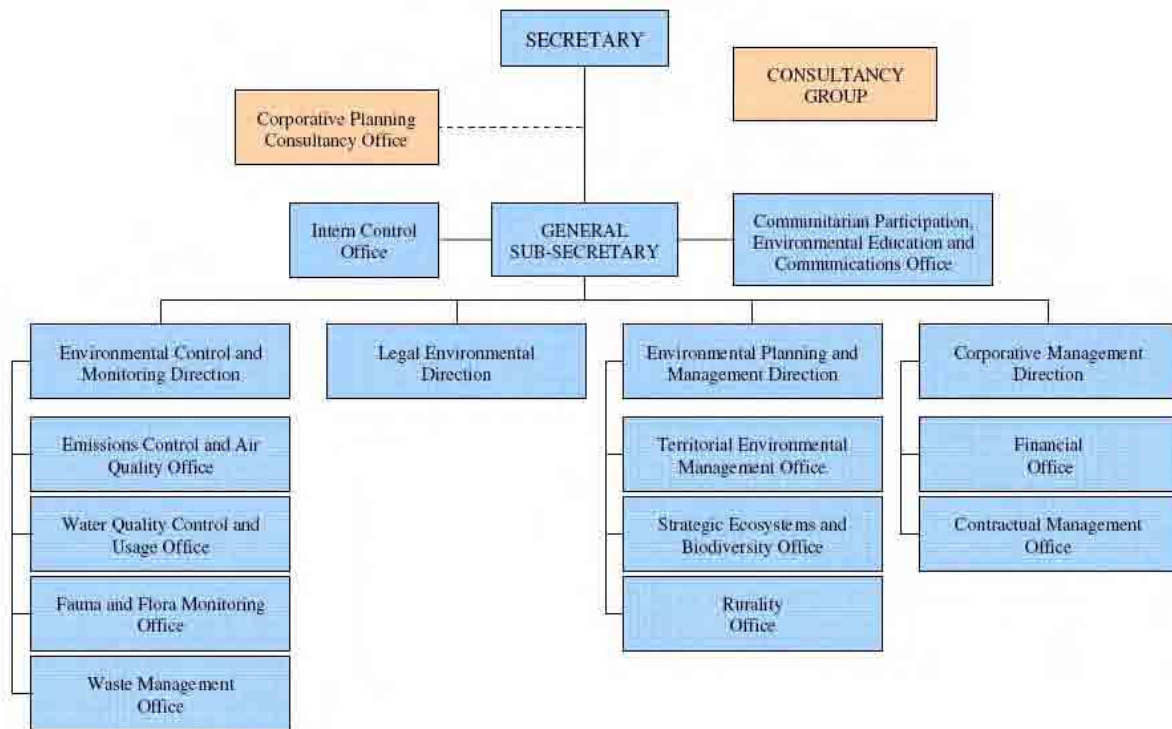 SECRETARY
CONSULTANCY
GROUP
Corporative Planning
Consultancy Office
Intern Control
Office
GENERAL
SUB-SECRETARY
Communitarian Participation,
Environmental Education and
Communications Office
Environmental Control and
Monitoring Direction
Legal Environmental
Direction
Environmental Planning and
Management Direction
Corporative Management
Direction
Emissions Control and Air
Quality Office
Territorial Environmental
Management Office
Financial
Office
Water Quality Control and
Usage Office
Strategic Ecosystems and
Biodiversity Office
Contractual Management
Office
Fauna and Flora Monitoring
Office
Rurality
Office
Waste Management
Office